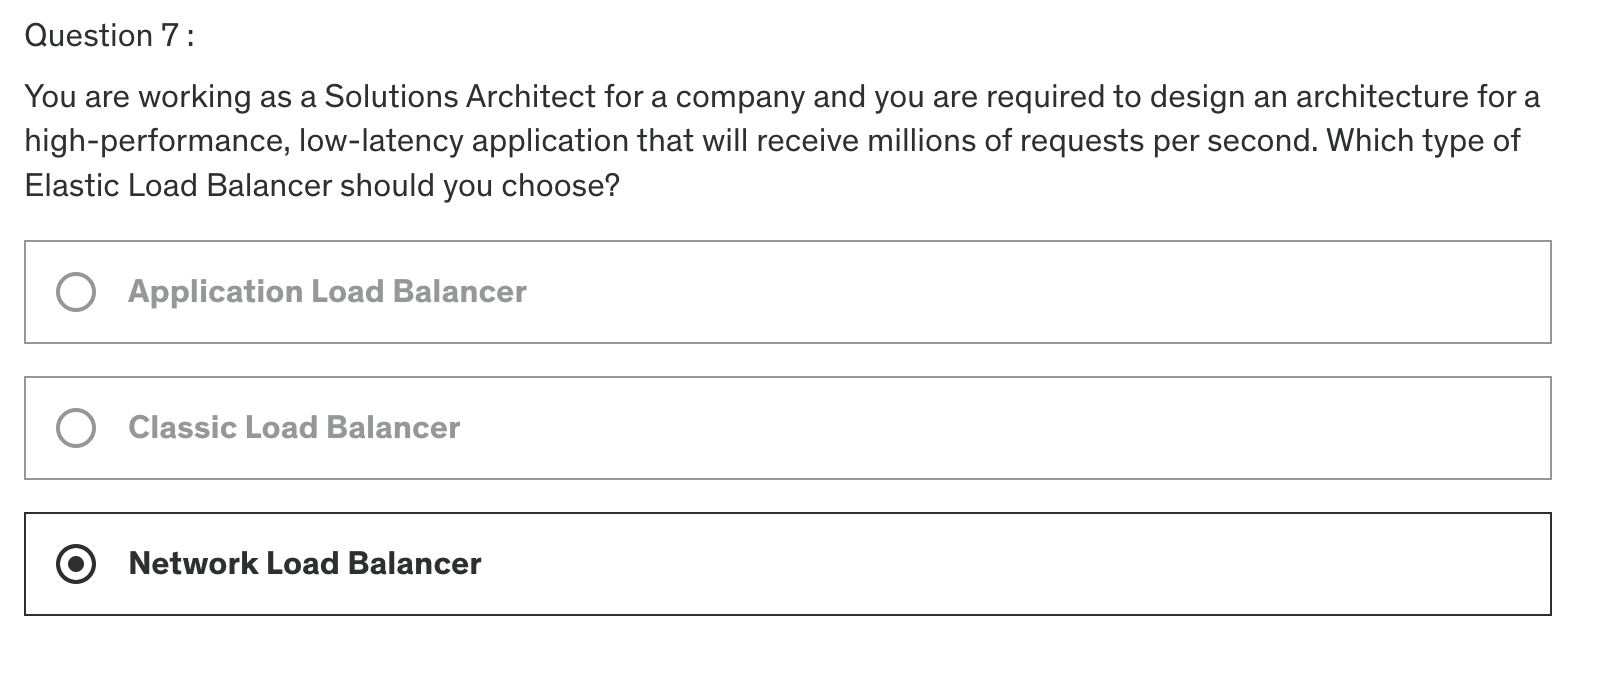 Question 7 :
You are working as a Solutions Architect for a company and you are required to design an architecture for a
high-performance, low-latency application that will receive millions of requests per second. Which type of
Elastic Load Balancer should you choose?
Application Load Balancer
Classic Load Balancer
Network Load Balancer